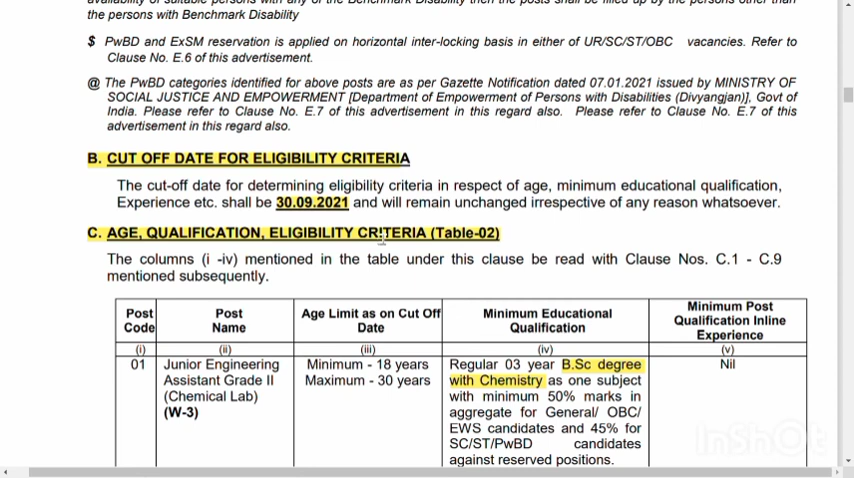 the persons with Benchmark Disability
$ PwBD and ExSM reservation is applied on horizontal inter-locking basis in either of UR/SC/ST/OBC vacancies. Refer to
Clause No. E.6 of this advertisement.
@ The PwBD categories identified for above posts are as per Gazette Notification dated 07.01.2021 issued by MINISTRY OF
SOCIAL JUSTICE AND EMPOWERMENT [Department of Empowerment of Persons with Disabilities (Divyangjan)], Govt of
India. Please refer to Clause No. E.7 of this advertisement in this regard also. Please refer to Clause No. E.7 of this
advertisement in this regard also.
B. CUT OFF DATE FOR ELIGIBILITY CRITERIA
The cut-off date for determining eligibility criteria in respect of age, minimum educational qualification,
Experience etc. shall be 30.09.2021 and will remain unchanged irrespective of any reason whatsoever.
C. AGE, QUALIFICATION, ELIGIBILITY CRITERIA (Table-02)
The columns (i -iv) mentioned in the table under this clause be read with Clause Nos. C.1 - C.9
mentioned subsequently.
Post Code
Post Name
Age Limit as on Cut Off Date
Minimum Educational Qualification
Minimum Post Qualification Inline Experience
(i) (ii) (iii) (iv) (v)
01
Junior Engineering
Assistant Grade II
(Chemical Lab)
(W-3)
Minimum - 18 years
Maximum - 30 years
Regular 03 year B.Sc degree
with Chemistry as one subject
with minimum 50% marks in
aggregate for General/ OBC/
EWS candidates and 45% for
SC/ST/PwBD candidates
against reserved positions.
Nil
InShOt